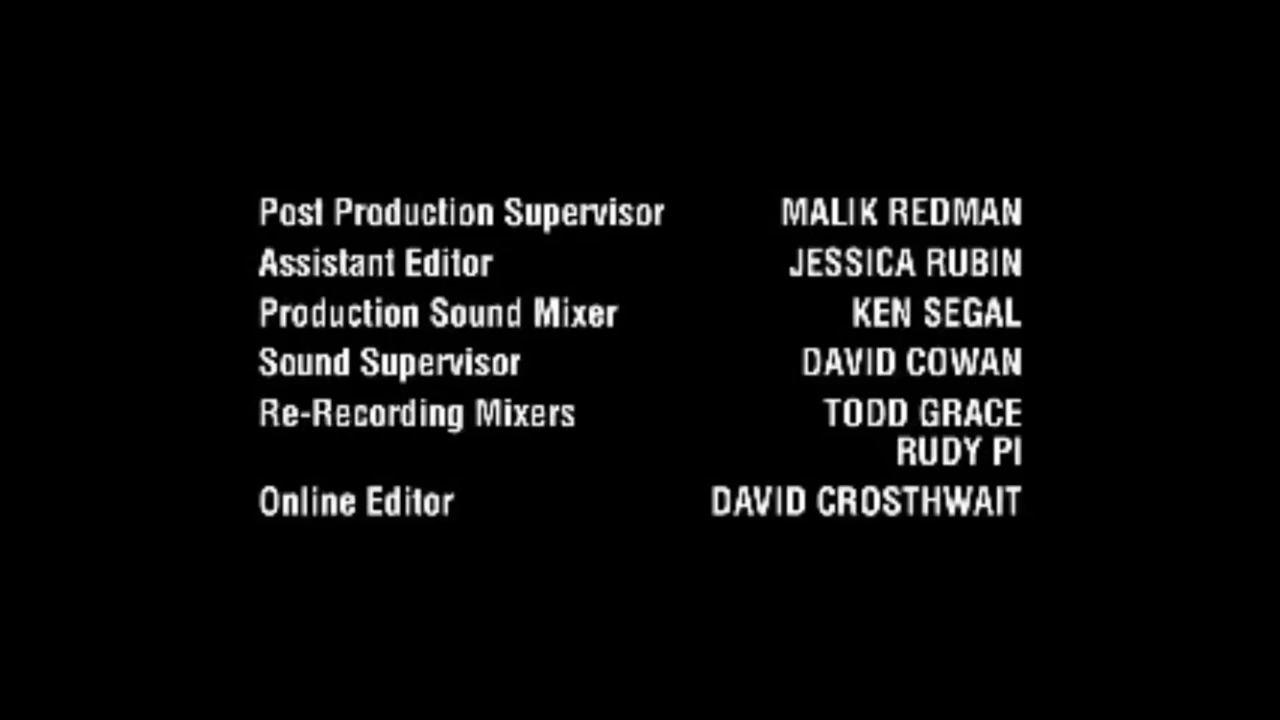 Post Production Supervisor MALIK REDMAN
Assistant Editor JESSICA RUBIN
Production Sound Mixer KEN SEGAL
Sound Supervisor DAVID COWAN
Re-Recording Mixers TODD GRACE
RUDY PI
Online Editor DAVID CROSTHWAIT